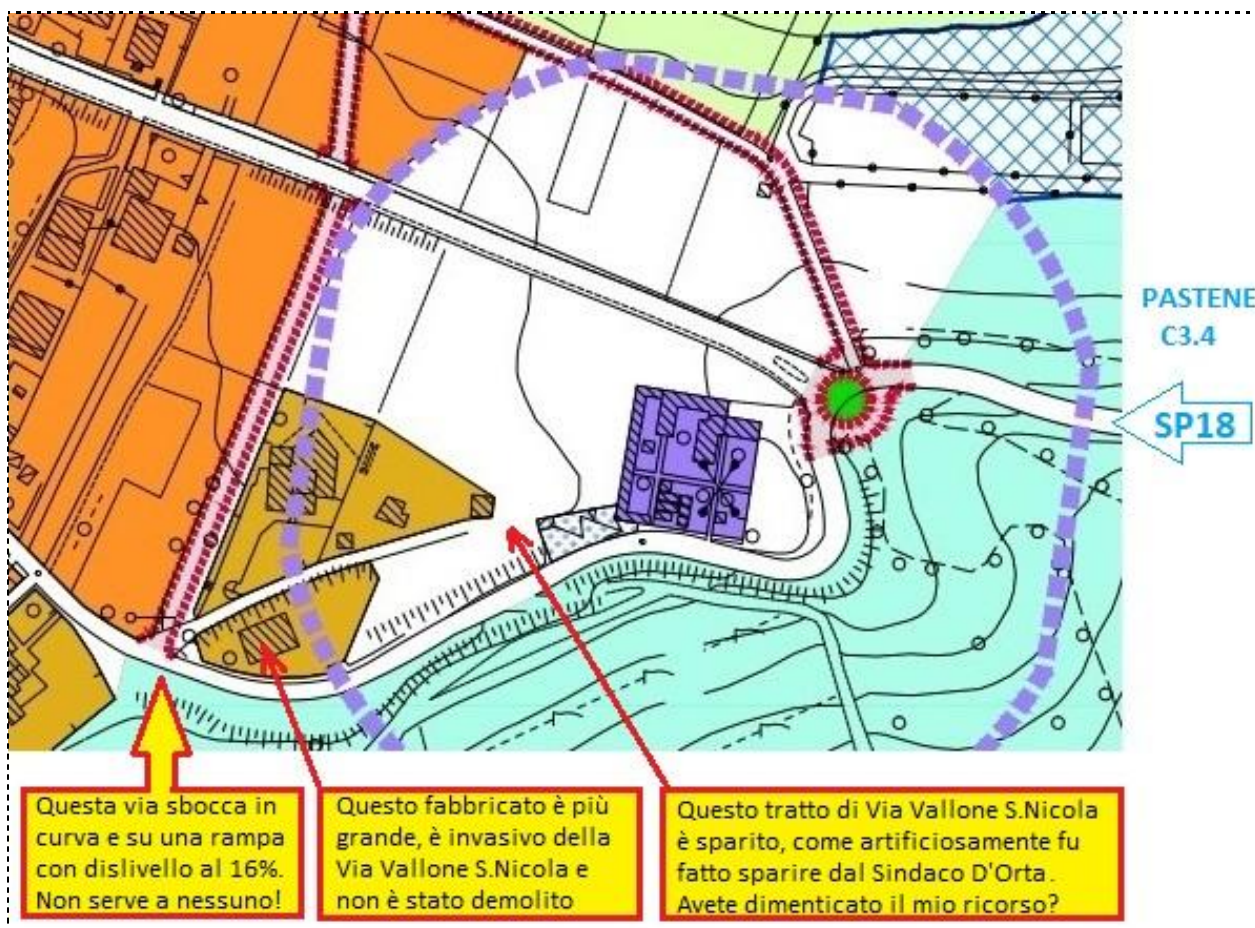 PASTENE
C3.4
SP18
Questa via sbocca in
curva e su una rampa
con dislivello al 16%.
Non serve a nessuno!
Questo fabbricato è più
grande, è invasivo della
Via Vallone S.Nicola e
non è stato demolito
Questo tratto di Via Vallone S.Nicola
è sparito, come artificiosamente fu
fatto sparire dal Sindaco D'Orta.
Avete dimenticato il mio ricorso?